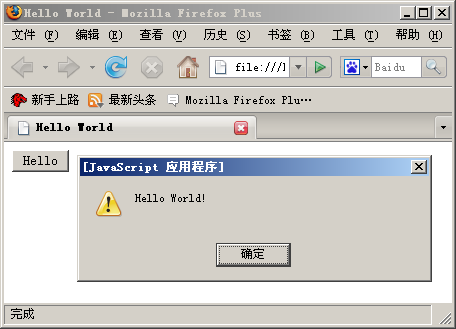 Hello World - Mozilla Firefox Plus
文件 (F) 编辑 (E) 查看 (V) 历史 (S) 书签 (B) 工具 (T) 帮助 (H)
file:/// Baidu
新手上路 最新头条 Mozilla Firefox Plu…
Hello World
Hello
[JavaScript 应用程序]
Hello World!
确定
完成